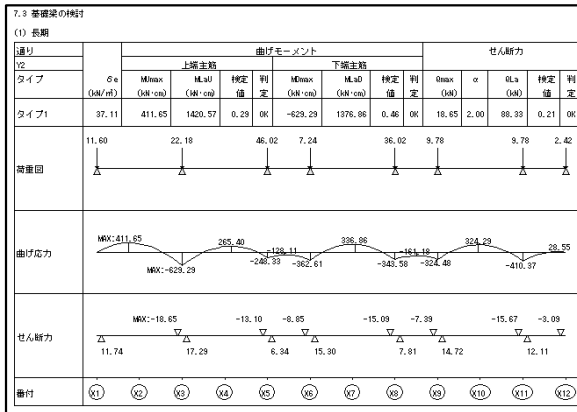 7.3 基礎梁の検討
(1) 長期
通り 曲げモーメント せん断力
Y2 上端主筋 下端主筋
タイプ σe MUmax MLaU 検定値 判定 MDmax MLaD 検定値 判定 Qmax α QLa 検定値 判定
(kN/㎡) (kN·cm) (kN·cm) (kN·cm) (kN·cm) (kN) (kN)
タイプ1 37.11 411.65 1420.57 0.29 OK -629.29 1376.86 0.46 OK 18.65 2.00 88.33 0.21 OK
11.60 22.18 46.02 7.24 36.02 9.78 9.78 2.42
荷重図
MAX:411.65 265.40 -128.11 336.86 -161.18 324.29 28.55
曲げ応力
MAX:-629.29 -248.33 -362.61 -343.58 -324.48 -410.37
MAX:-18.65 -13.10 -8.85 -15.09 -7.39 -15.67 -3.09
せん断力
11.74 17.29 6.34 15.30 7.81 14.72 12.11
番付 X1 X2 X3 X4 X5 X6 X7 X8 X9 X10 X11 X12